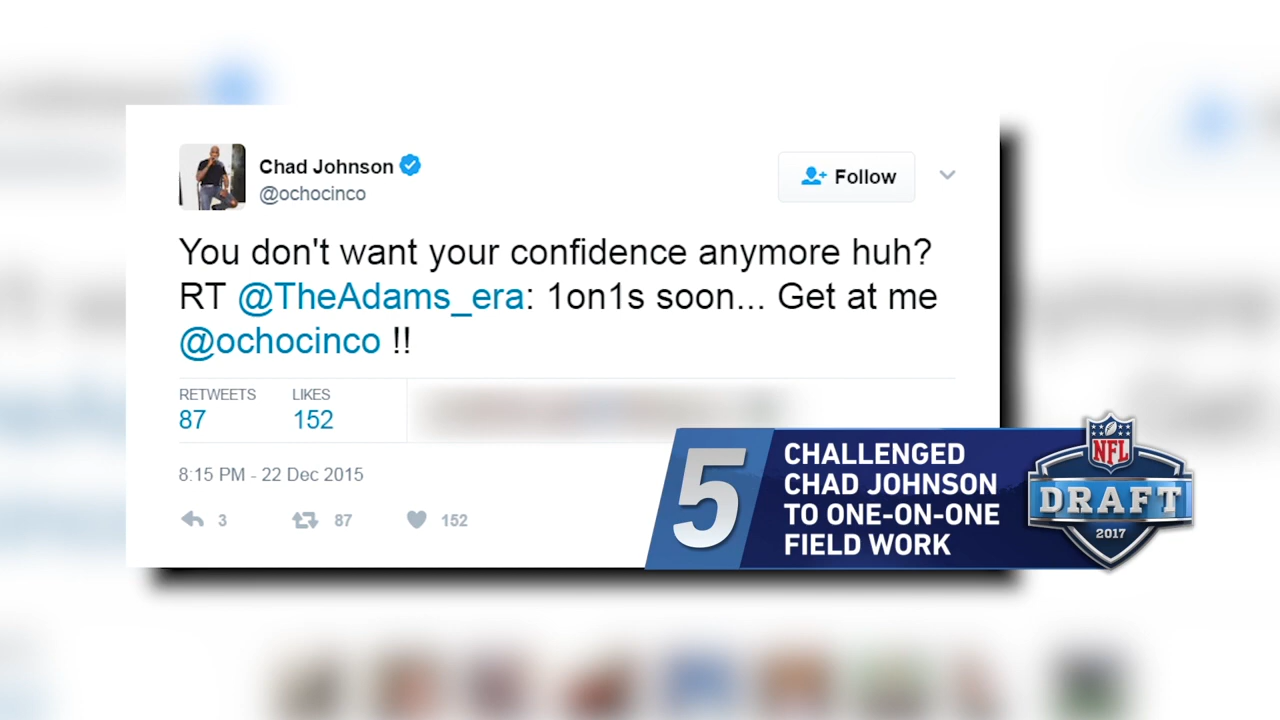 Chad Johnson
@ochocinco
Follow
You don't want your confidence anymore huh?
RT @TheAdams_era: 1on1s soon... Get at me
@ochocinco !!
RETWEETS
LIKES
87
152
8:15 PM - 22 Dec 2015
3
87
152
5
CHALLENGED
CHAD JOHNSON
TO ONE-ON-ONE
FIELD WORK
NFL
DRAFT
2017